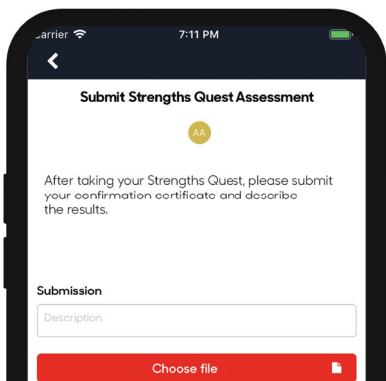 Carrier 7:11 PM
Submit Strengths Quest Assessment
AA
After taking your Strengths Quest, please submit
your confirmation certificate and describe
the results.
Submission
Description
Choose file